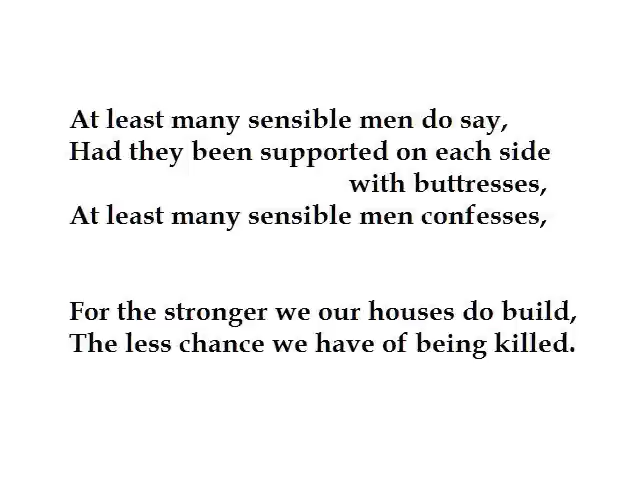 At least many sensible men do say,
Had they been supported on each side
with buttresses,
At least many sensible men confesses,
For the stronger we our houses do build,
The less chance we have of being killed.